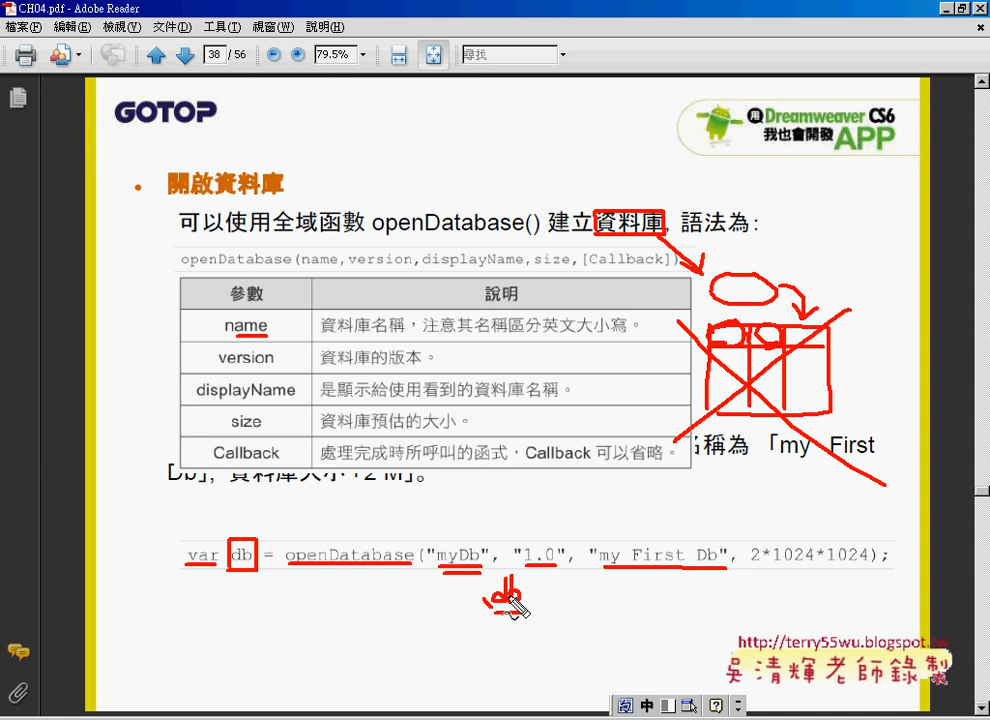 CH04.pdf - Adobe Reader
檔案(F) 編輯(E) 檢視(V) 文件(D) 工具(T) 視窗(W) 說明(H)
38 / 56 79.5% 尋找
GOTOP
用 Dreamweaver CS6
我也會開發 APP
• 開啟資料庫
可以使用全域函數 openDatabase() 建立資料庫, 語法為:
openDatabase(name,version,displayName,size,[Callback])
參數 說明
name 資料庫名稱，注意其名稱區分英文大小寫。
version 資料庫的版本。
displayName 是顯示給使用看到的資料庫名稱。
size 資料庫預估的大小。
Callback 處理完成時所呼叫的函式，Callback 可以省略。
名稱為 「my First
Db」, 資料庫大小 2 M」。
var db = openDatabase("myDb", "1.0", "my First Db", 2*1024*1024);
db
http://terry55wu.blogspot.tw
吳清輝老師錄製
中